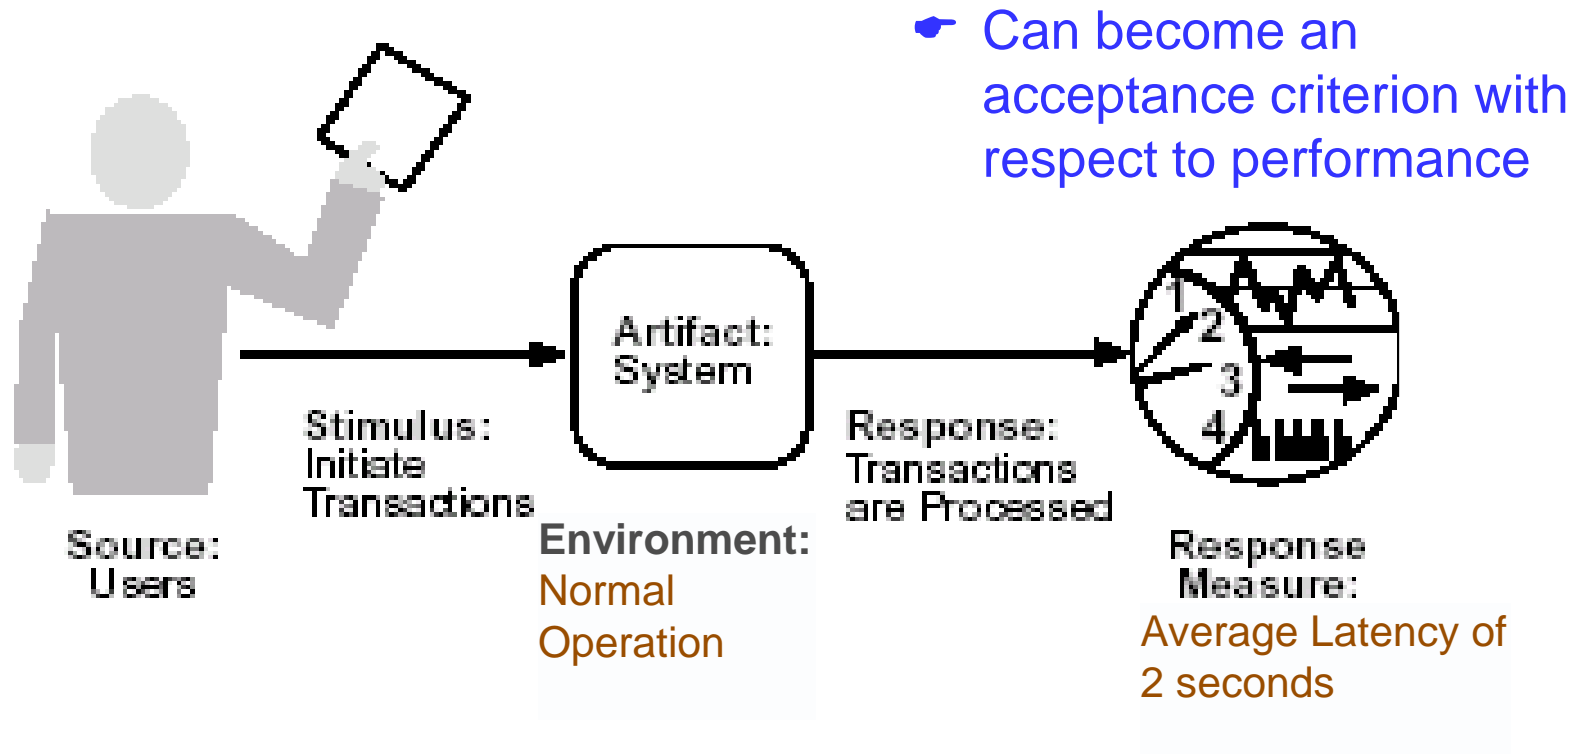 ☛ Can become an
acceptance criterion with
respect to performance
Artifact:
System
1
2
3
4
Stimulus:
Initiate
Transactions
Response:
Transactions
are Processed
Source:
Users
Environment:
Normal
Operation
Response
Measure:
Average Latency of
2 seconds